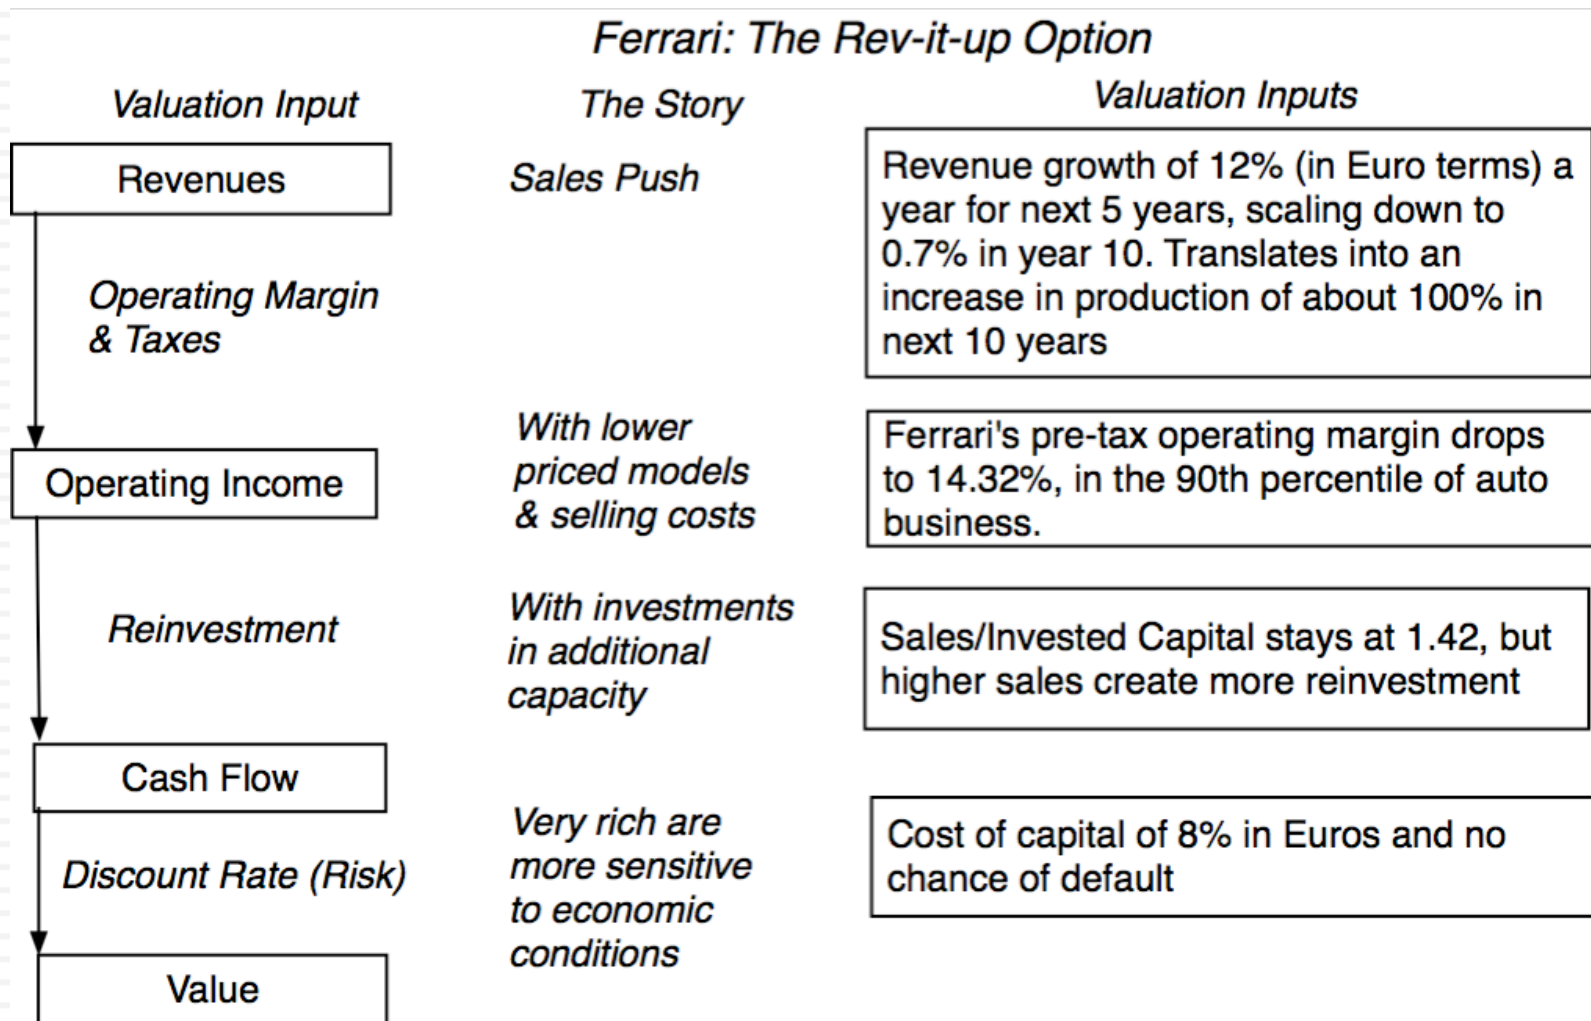 Ferrari: The Rev-it-up Option
Valuation Input
The Story
Valuation Inputs
Revenues
Sales Push
Revenue growth of 12% (in Euro terms) a
year for next 5 years, scaling down to
0.7% in year 10. Translates into an
increase in production of about 100% in
next 10 years
Operating Margin
& Taxes
Operating Income
With lower
priced models
& selling costs
Ferrari's pre-tax operating margin drops
to 14.32%, in the 90th percentile of auto
business.
Reinvestment
With investments
in additional
capacity
Sales/Invested Capital stays at 1.42, but
higher sales create more reinvestment
Cash Flow
Discount Rate (Risk)
Very rich are
more sensitive
to economic
conditions
Cost of capital of 8% in Euros and no
chance of default
Value